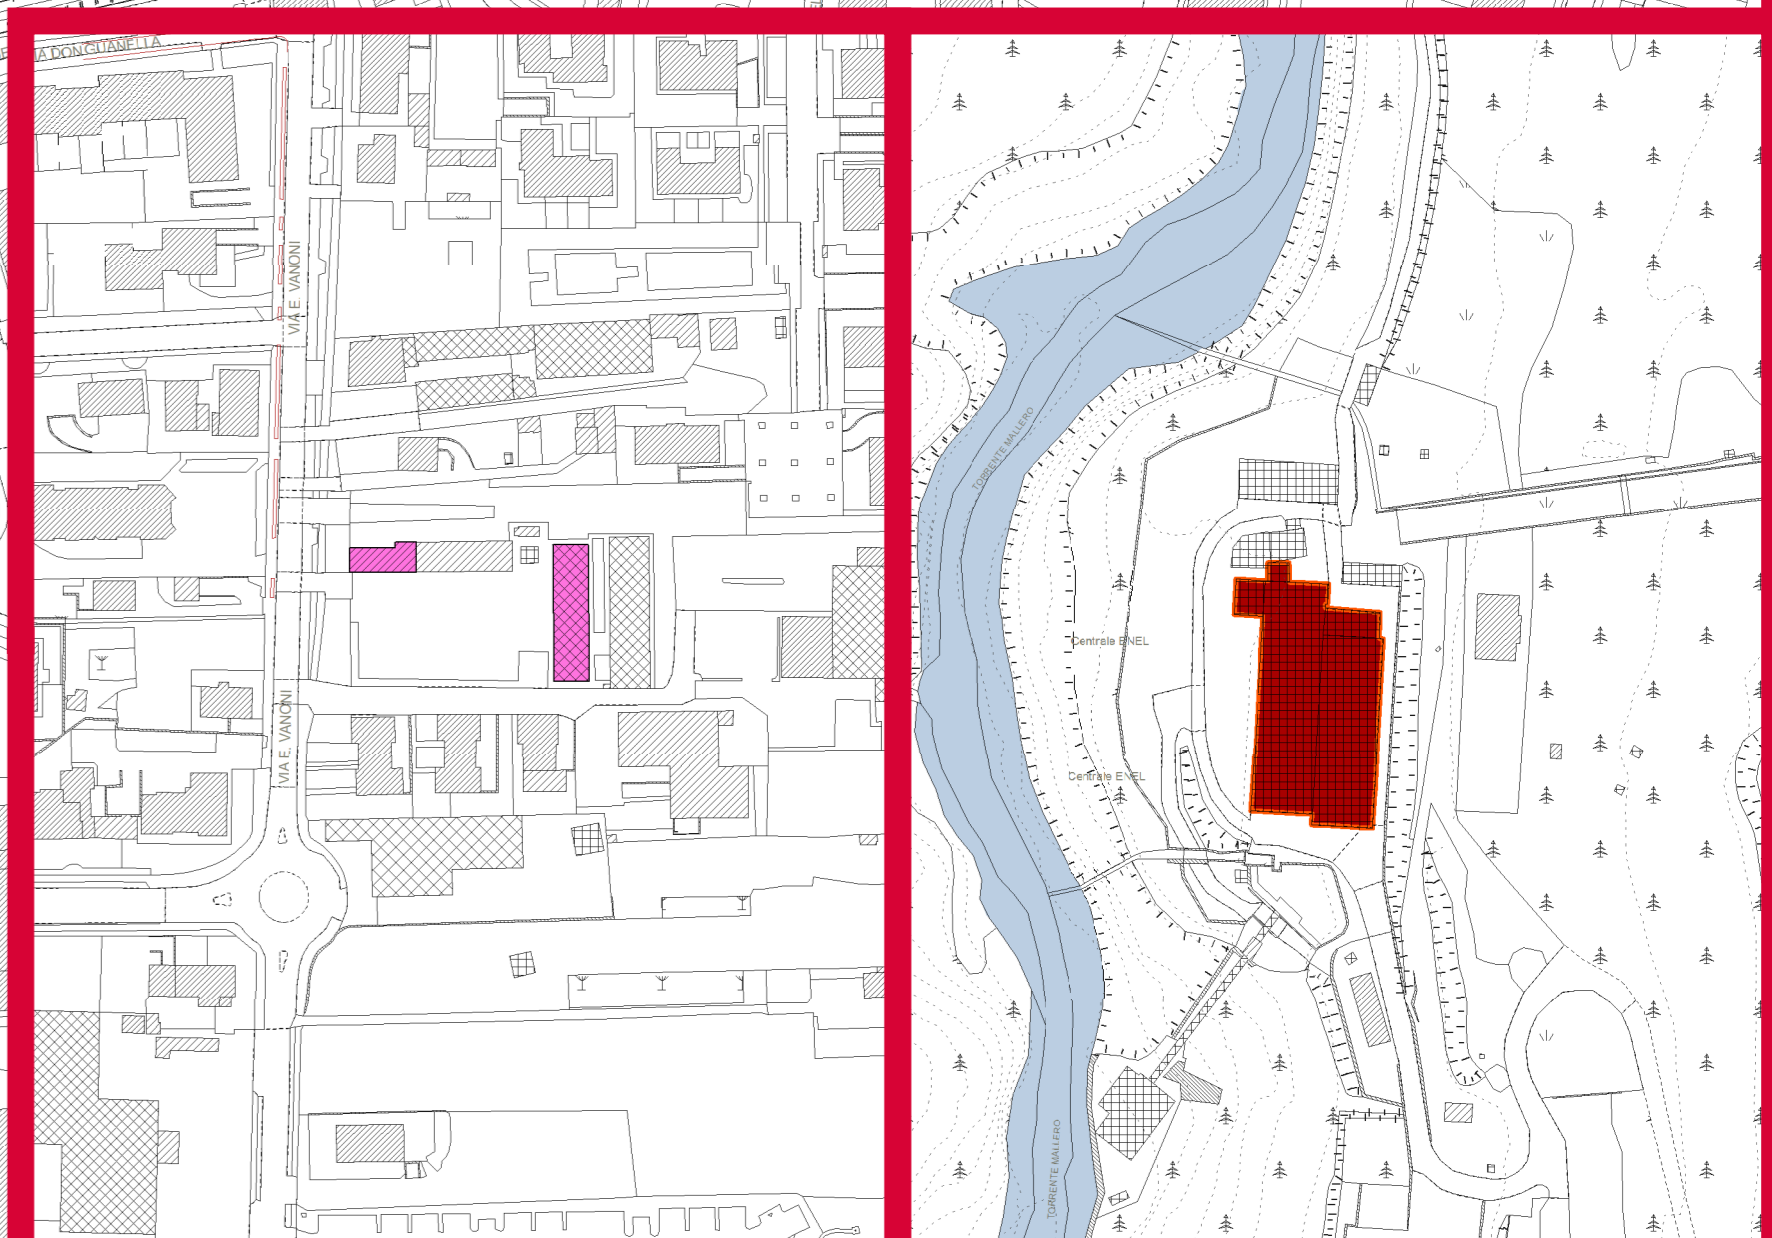 VIA DON GUANELLA
VIA E. VANONI
VIA E. VANONI
TORRENTE MALLERO
Centrale ENEL
Centrale ENEL
TORRENTE MALLERO